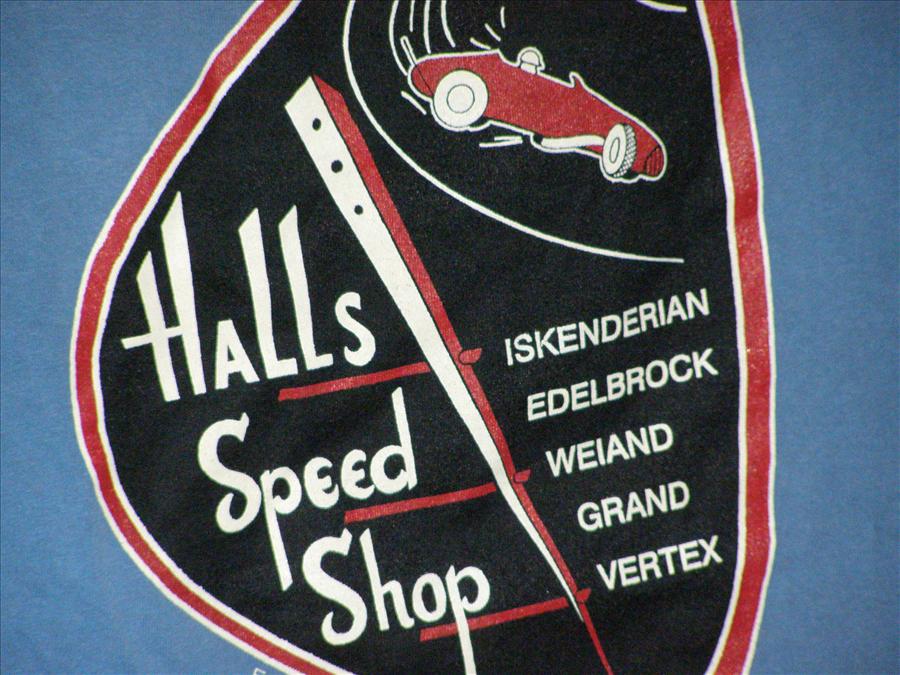 Halls
Speed
Shop
ISKENDERIAN
EDELBROCK
WEIAND
GRAND
VERTEX